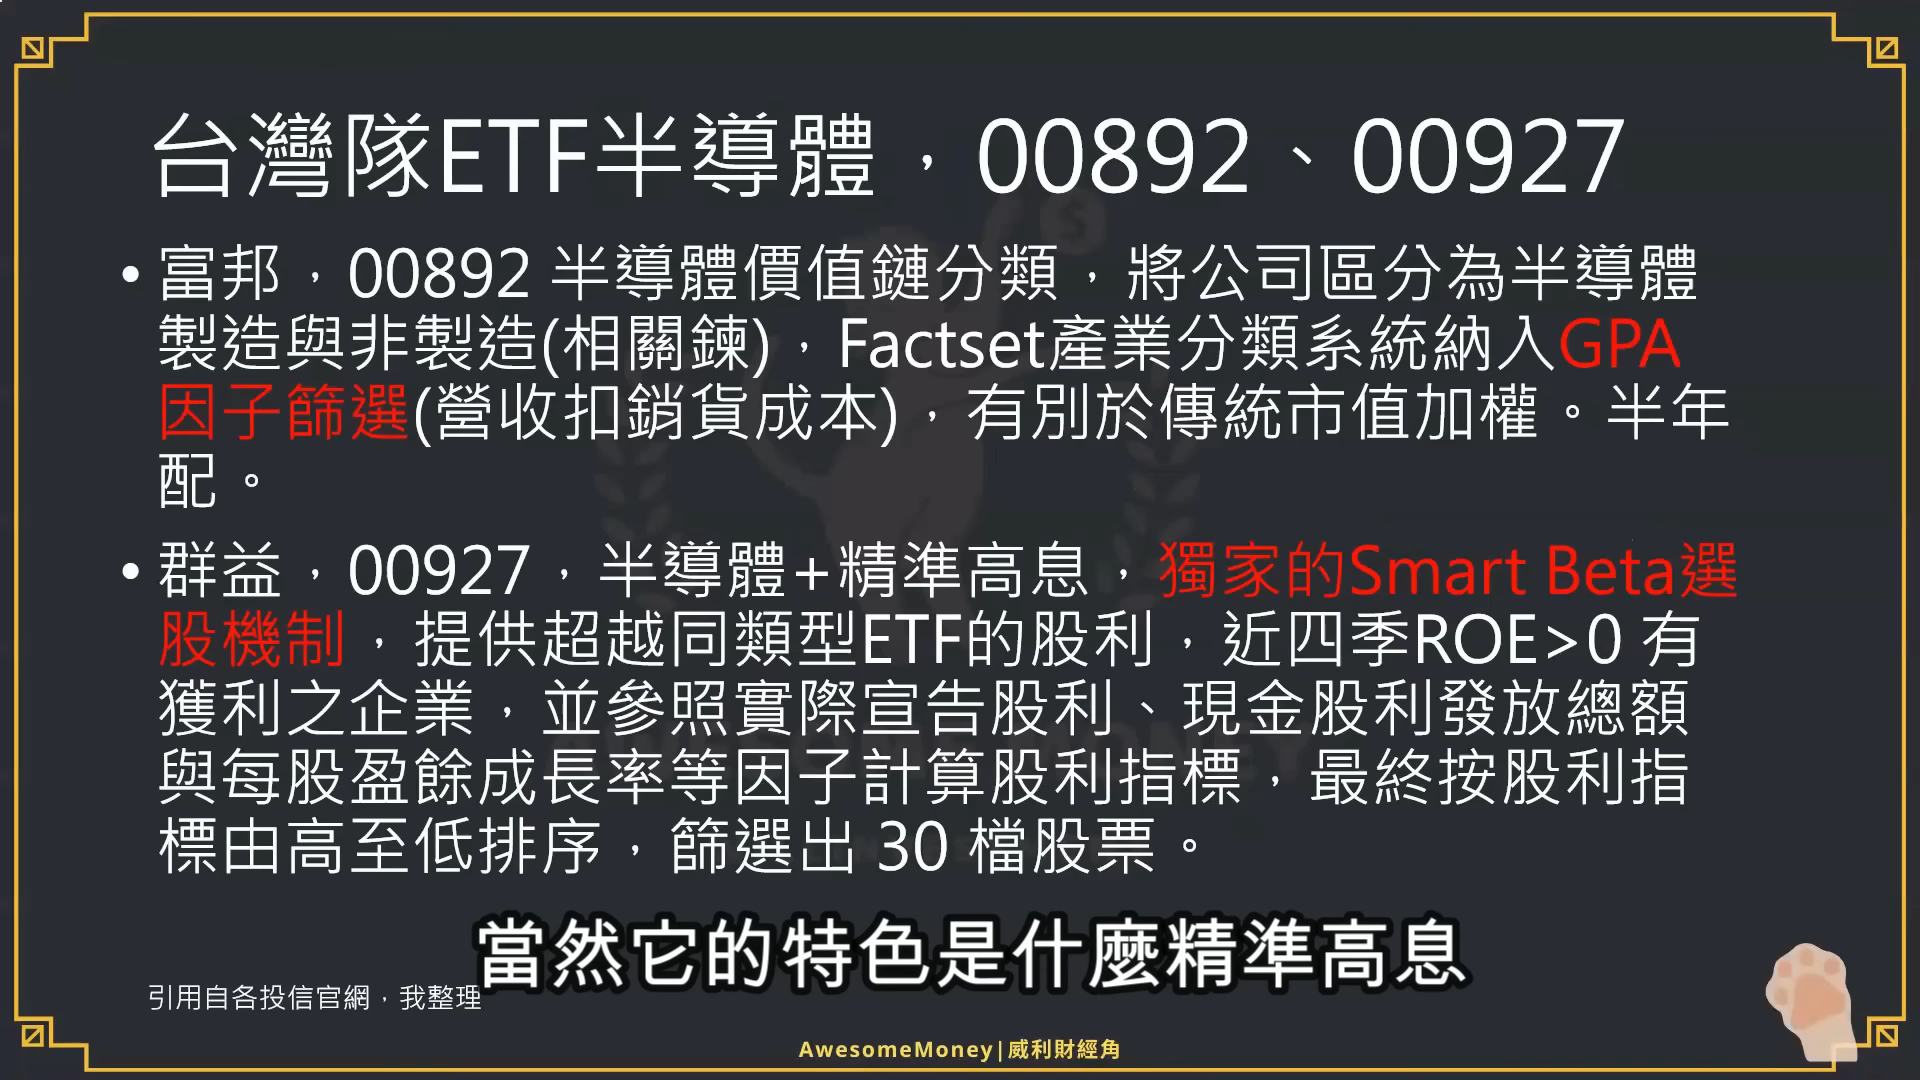 台灣隊ETF半導體，00892、00927
• 富邦，00892 半導體價值鏈分類，將公司區分為半導體
製造與非製造(相關鍊)，Factset產業分類系統納入GPA
因子篩選(營收扣銷貨成本)，有別於傳統市值加權。半年
配。
• 群益，00927，半導體+精準高息，獨家的Smart Beta選
股機制，提供超越同類型ETF的股利，近四季ROE>0 有
獲利之企業，並參照實際宣告股利、現金股利發放總額
與每股盈餘成長率等因子計算股利指標，最終按股利指
標由高至低排序，篩選出 30 檔股票。
當然它的特色是什麼精準高息
引用自各投信官網，我整理
AwesomeMoney|威利財經角